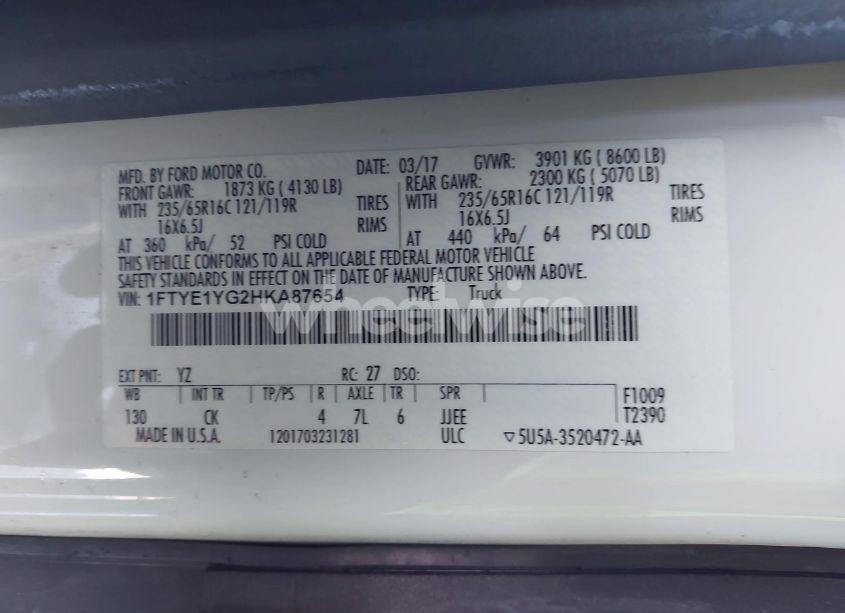 MFD. BY FORD MOTOR CO. DATE: 03/17 GVWR: 3901 KG ( 8600 LB)
FRONT GAWR: 1873 KG ( 4130 LB) REAR GAWR: 2300 KG ( 5070 LB)
WITH 235/65R16C 121/119R TIRES WITH 235/65R16C 121/119R TIRES
16X6.5J RIMS 16X6.5J RIMS
AT 360 kPa/ 52 PSI COLD AT 440 kPa/ 64 PSI COLD
THIS VEHICLE CONFORMS TO ALL APPLICABLE FEDERAL MOTOR VEHICLE
SAFETY STANDARDS IN EFFECT ON THE DATE OF MANUFACTURE SHOWN ABOVE.
VIN: 1FTYE1YG2HKA87654 TYPE: Truck
wheelwise
EXT PNT: YZ RC: 27 DSO:
WB INT TR TP/PS R AXLE TR SPR F1009
130 CK 4 7L 6 JJEE T2390
MADE IN U.S.A. 1201703231281 ULC ▽5U5A-3520472-AA